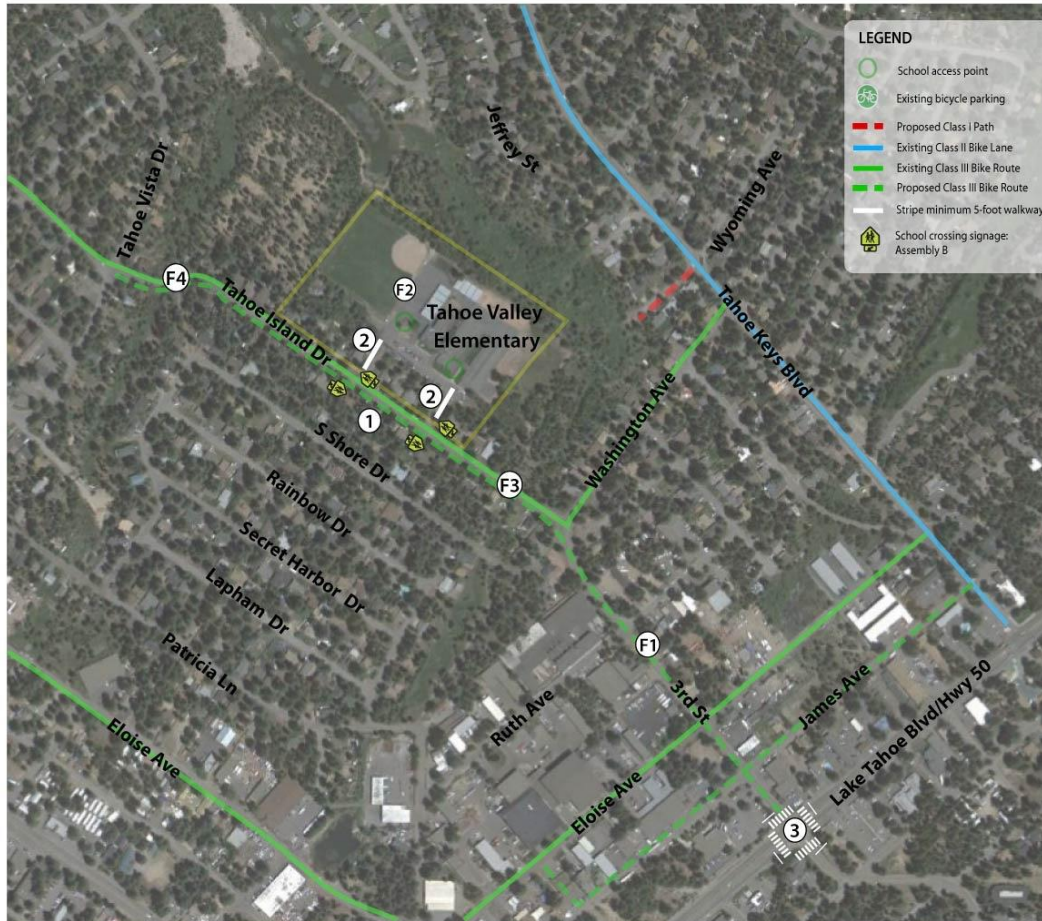 LEGEND
School access point
Existing bicycle parking
Proposed Class i Path
Existing Class II Bike Lane
Existing Class III Bike Route
Proposed Class III Bike Route
Stripe minimum 5-foot walkway
School crossing signage:
Assembly B
Jeffrey St
Tahoe Vista Dr
Wyoming Ave
F4
F2
Tahoe Island Dr
Tahoe Valley
Elementary
Tahoe Keys Blvd
2
2
1
Washington Ave
S Shore Dr
F3
Rainbow Dr
Secret Harbor Dr
Lapham Dr
Patricia Ln
F1
3rd St
Ruth Ave
James Ave
Lake Tahoe Blvd/Hwy 50
Eloise Ave
Eloise Ave
3